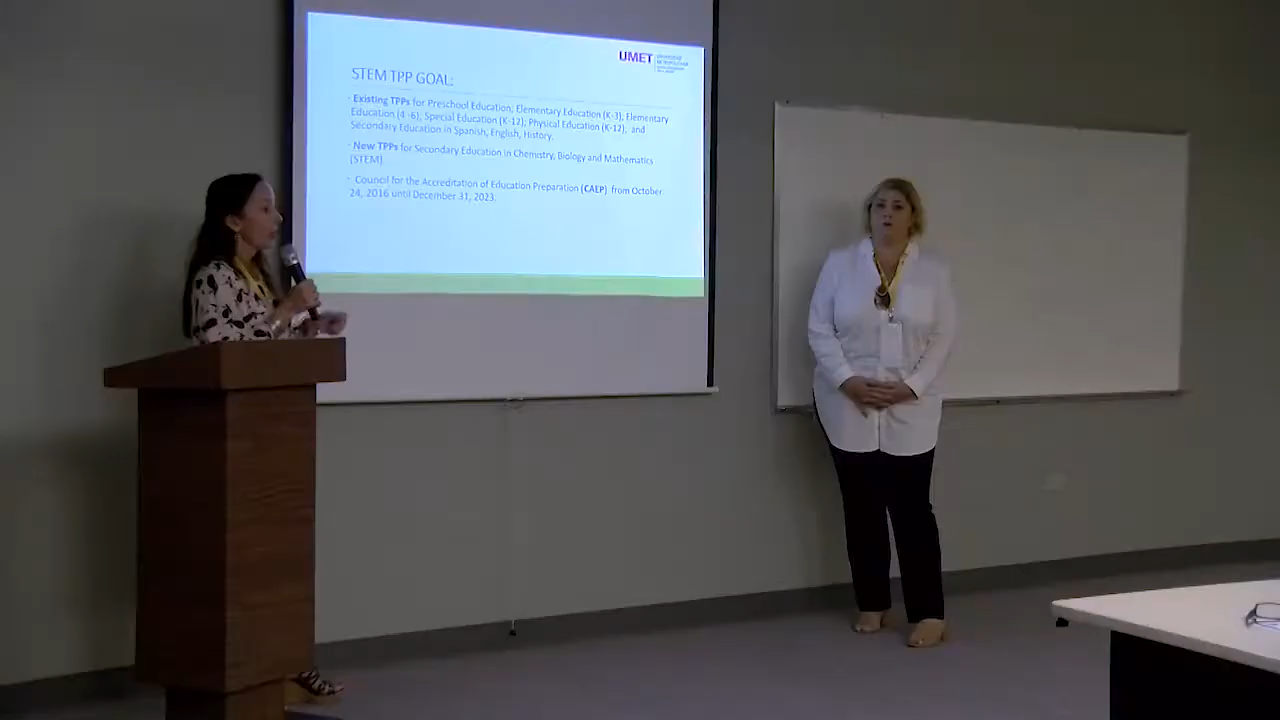 UMET
UNIVERSIDAD
METROPOLITANA
STEM TPP GOAL:
· Existing TPPs for Preschool Education, Elementary Education (K-3), Elementary
Education (4 -6), Special Education (K-12), Physical Education (K-12), and
Secondary Education in Spanish, English, History.
· New TPPs for Secondary Education in Chemistry, Biology and Mathematics
(STEM)
· Council for the Accreditation of Education Preparation (CAEP) from October
24, 2016 until December 31, 2023.